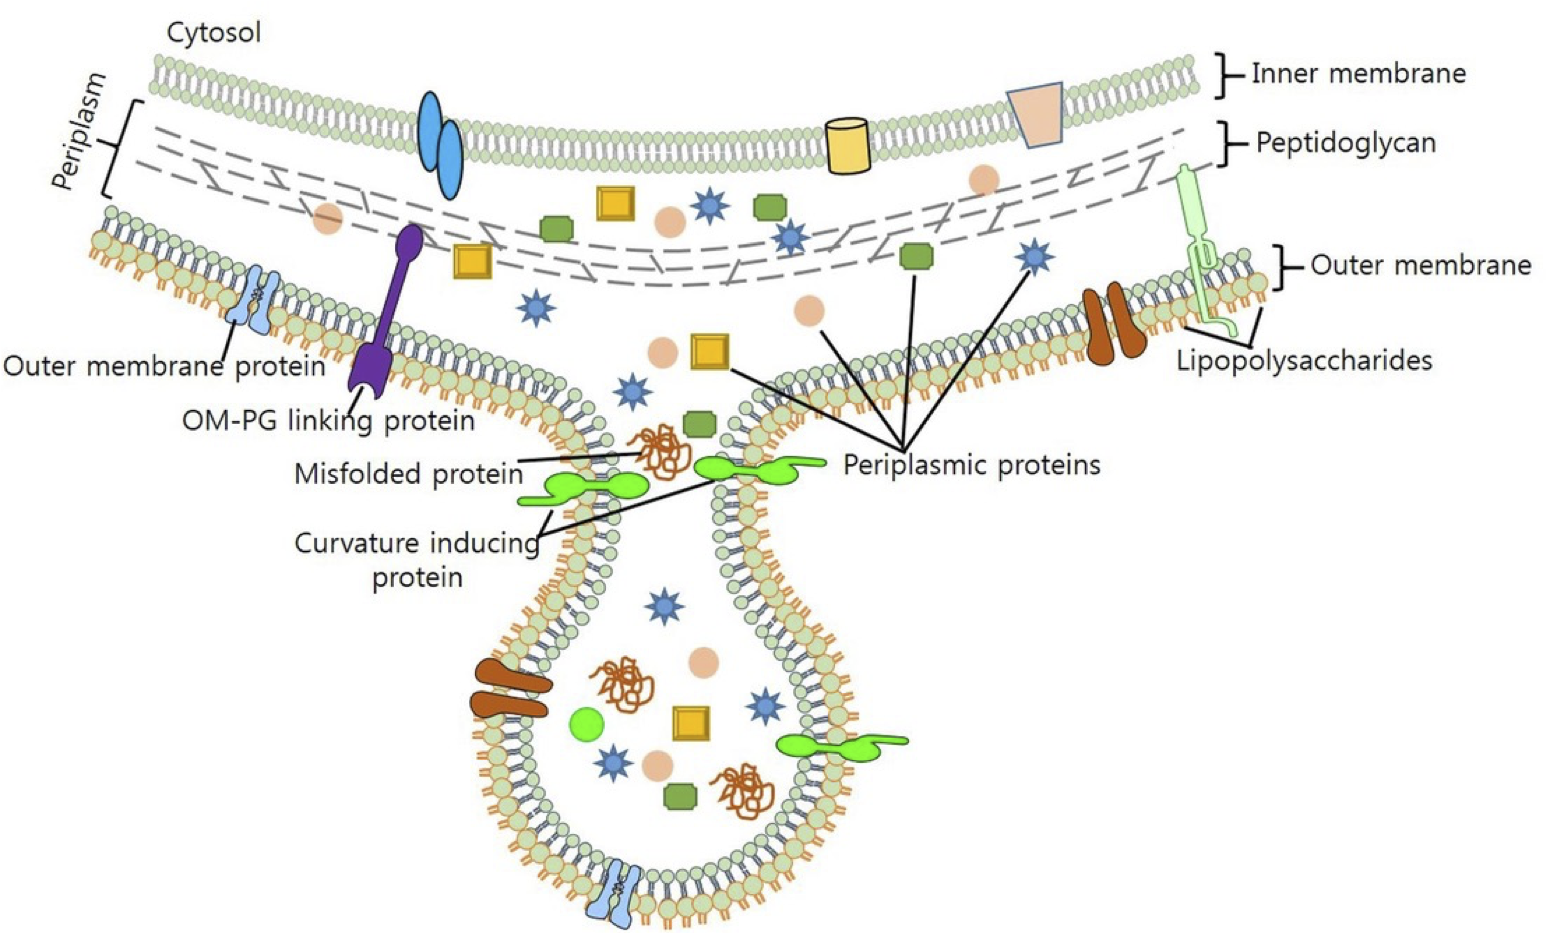 Cytosol
Inner membrane
Periplasm
Peptidoglycan
Outer membrane
Outer membrane protein
Lipopolysaccharides
OM-PG linking protein
Misfolded protein
Periplasmic proteins
Curvature inducing
protein